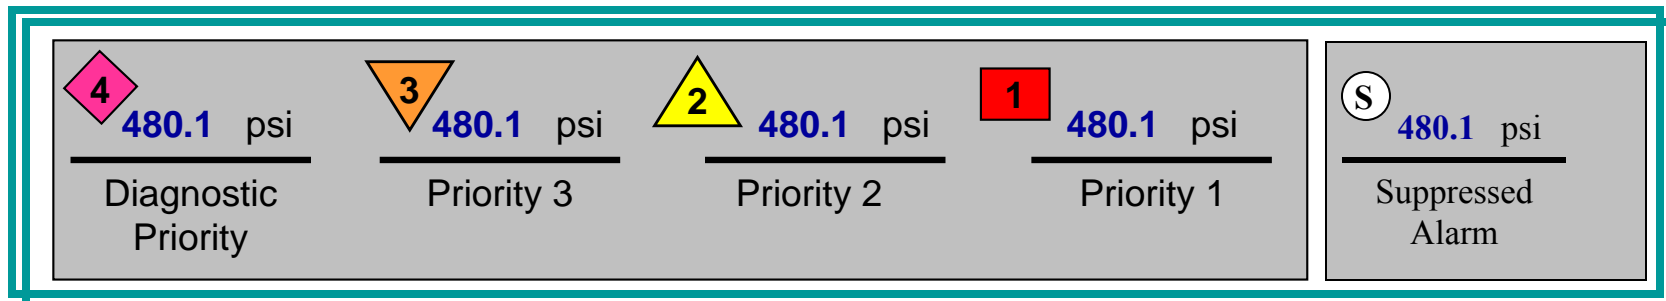 4 3 2 1 S
480.1 psi 480.1 psi 480.1 psi 480.1 psi 480.1 psi
Diagnostic Priority 3 Priority 2 Priority 1 Suppressed
Priority Alarm